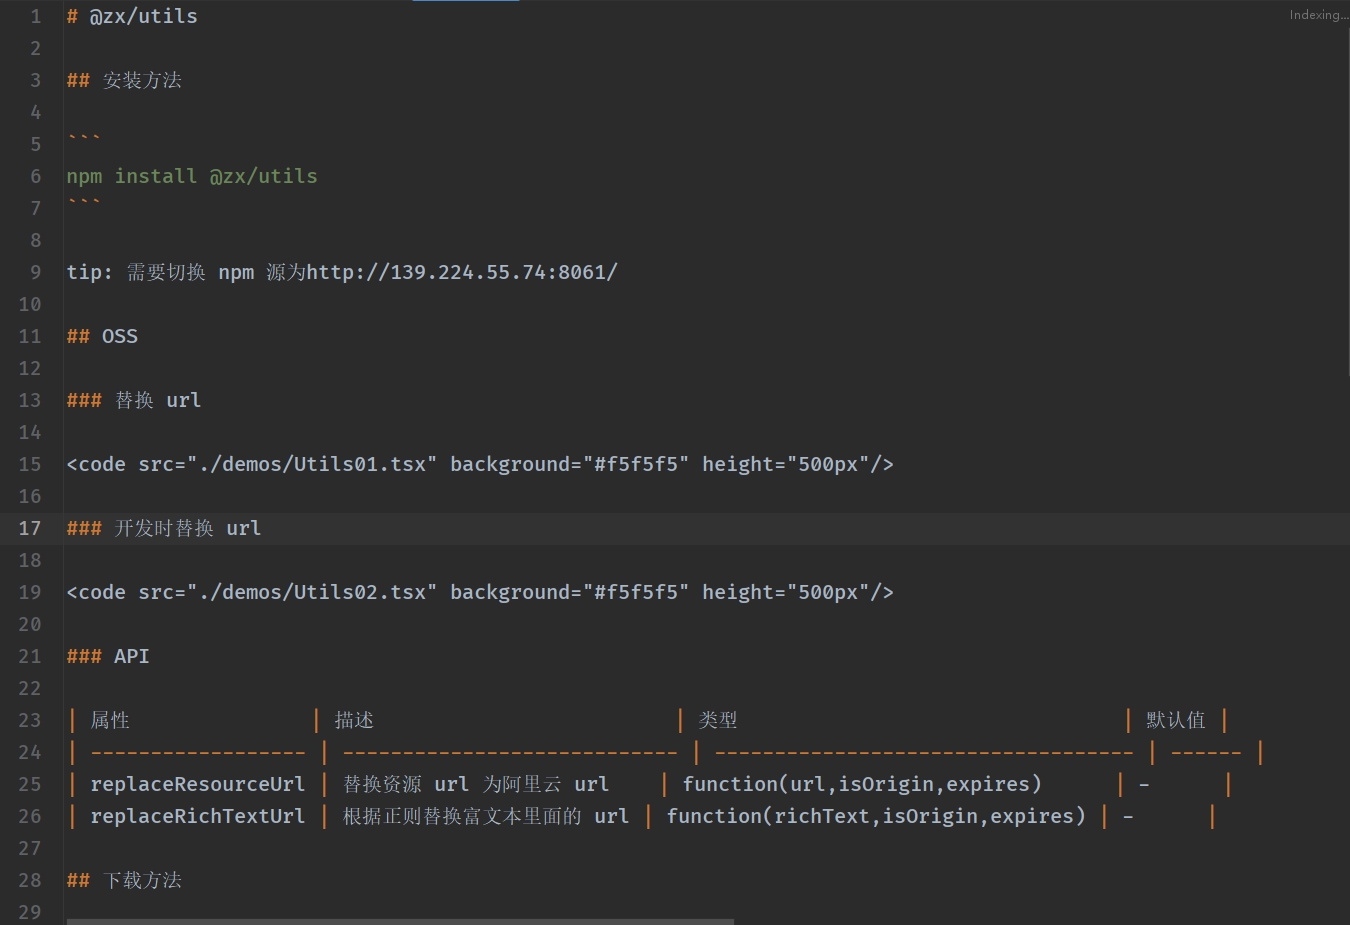 1 # @zx/utils
Indexing...
2
3 ## 安装方法
4
5 ```
6 npm install @zx/utils
7 ```
8
9 tip: 需要切换 npm 源为http://139.224.55.74:8061/
10
11 ## OSS
12
13 ### 替换 url
14
15 <code src="./demos/Utils01.tsx" background="#f5f5f5" height="500px"/>
16
17 ### 开发时替换 url
18
19 <code src="./demos/Utils02.tsx" background="#f5f5f5" height="500px"/>
20
21 ### API
22
23 | 属性 | 描述 | 类型 | 默认值 |
24 | ------------------ | ---------------------------- | ----------------------------------- | ------ |
25 | replaceResourceUrl | 替换资源 url 为阿里云 url | function(url,isOrigin,expires) | - |
26 | replaceRichTextUrl | 根据正则替换富文本里面的 url | function(richText,isOrigin,expires) | - |
27
28 ## 下载方法
29